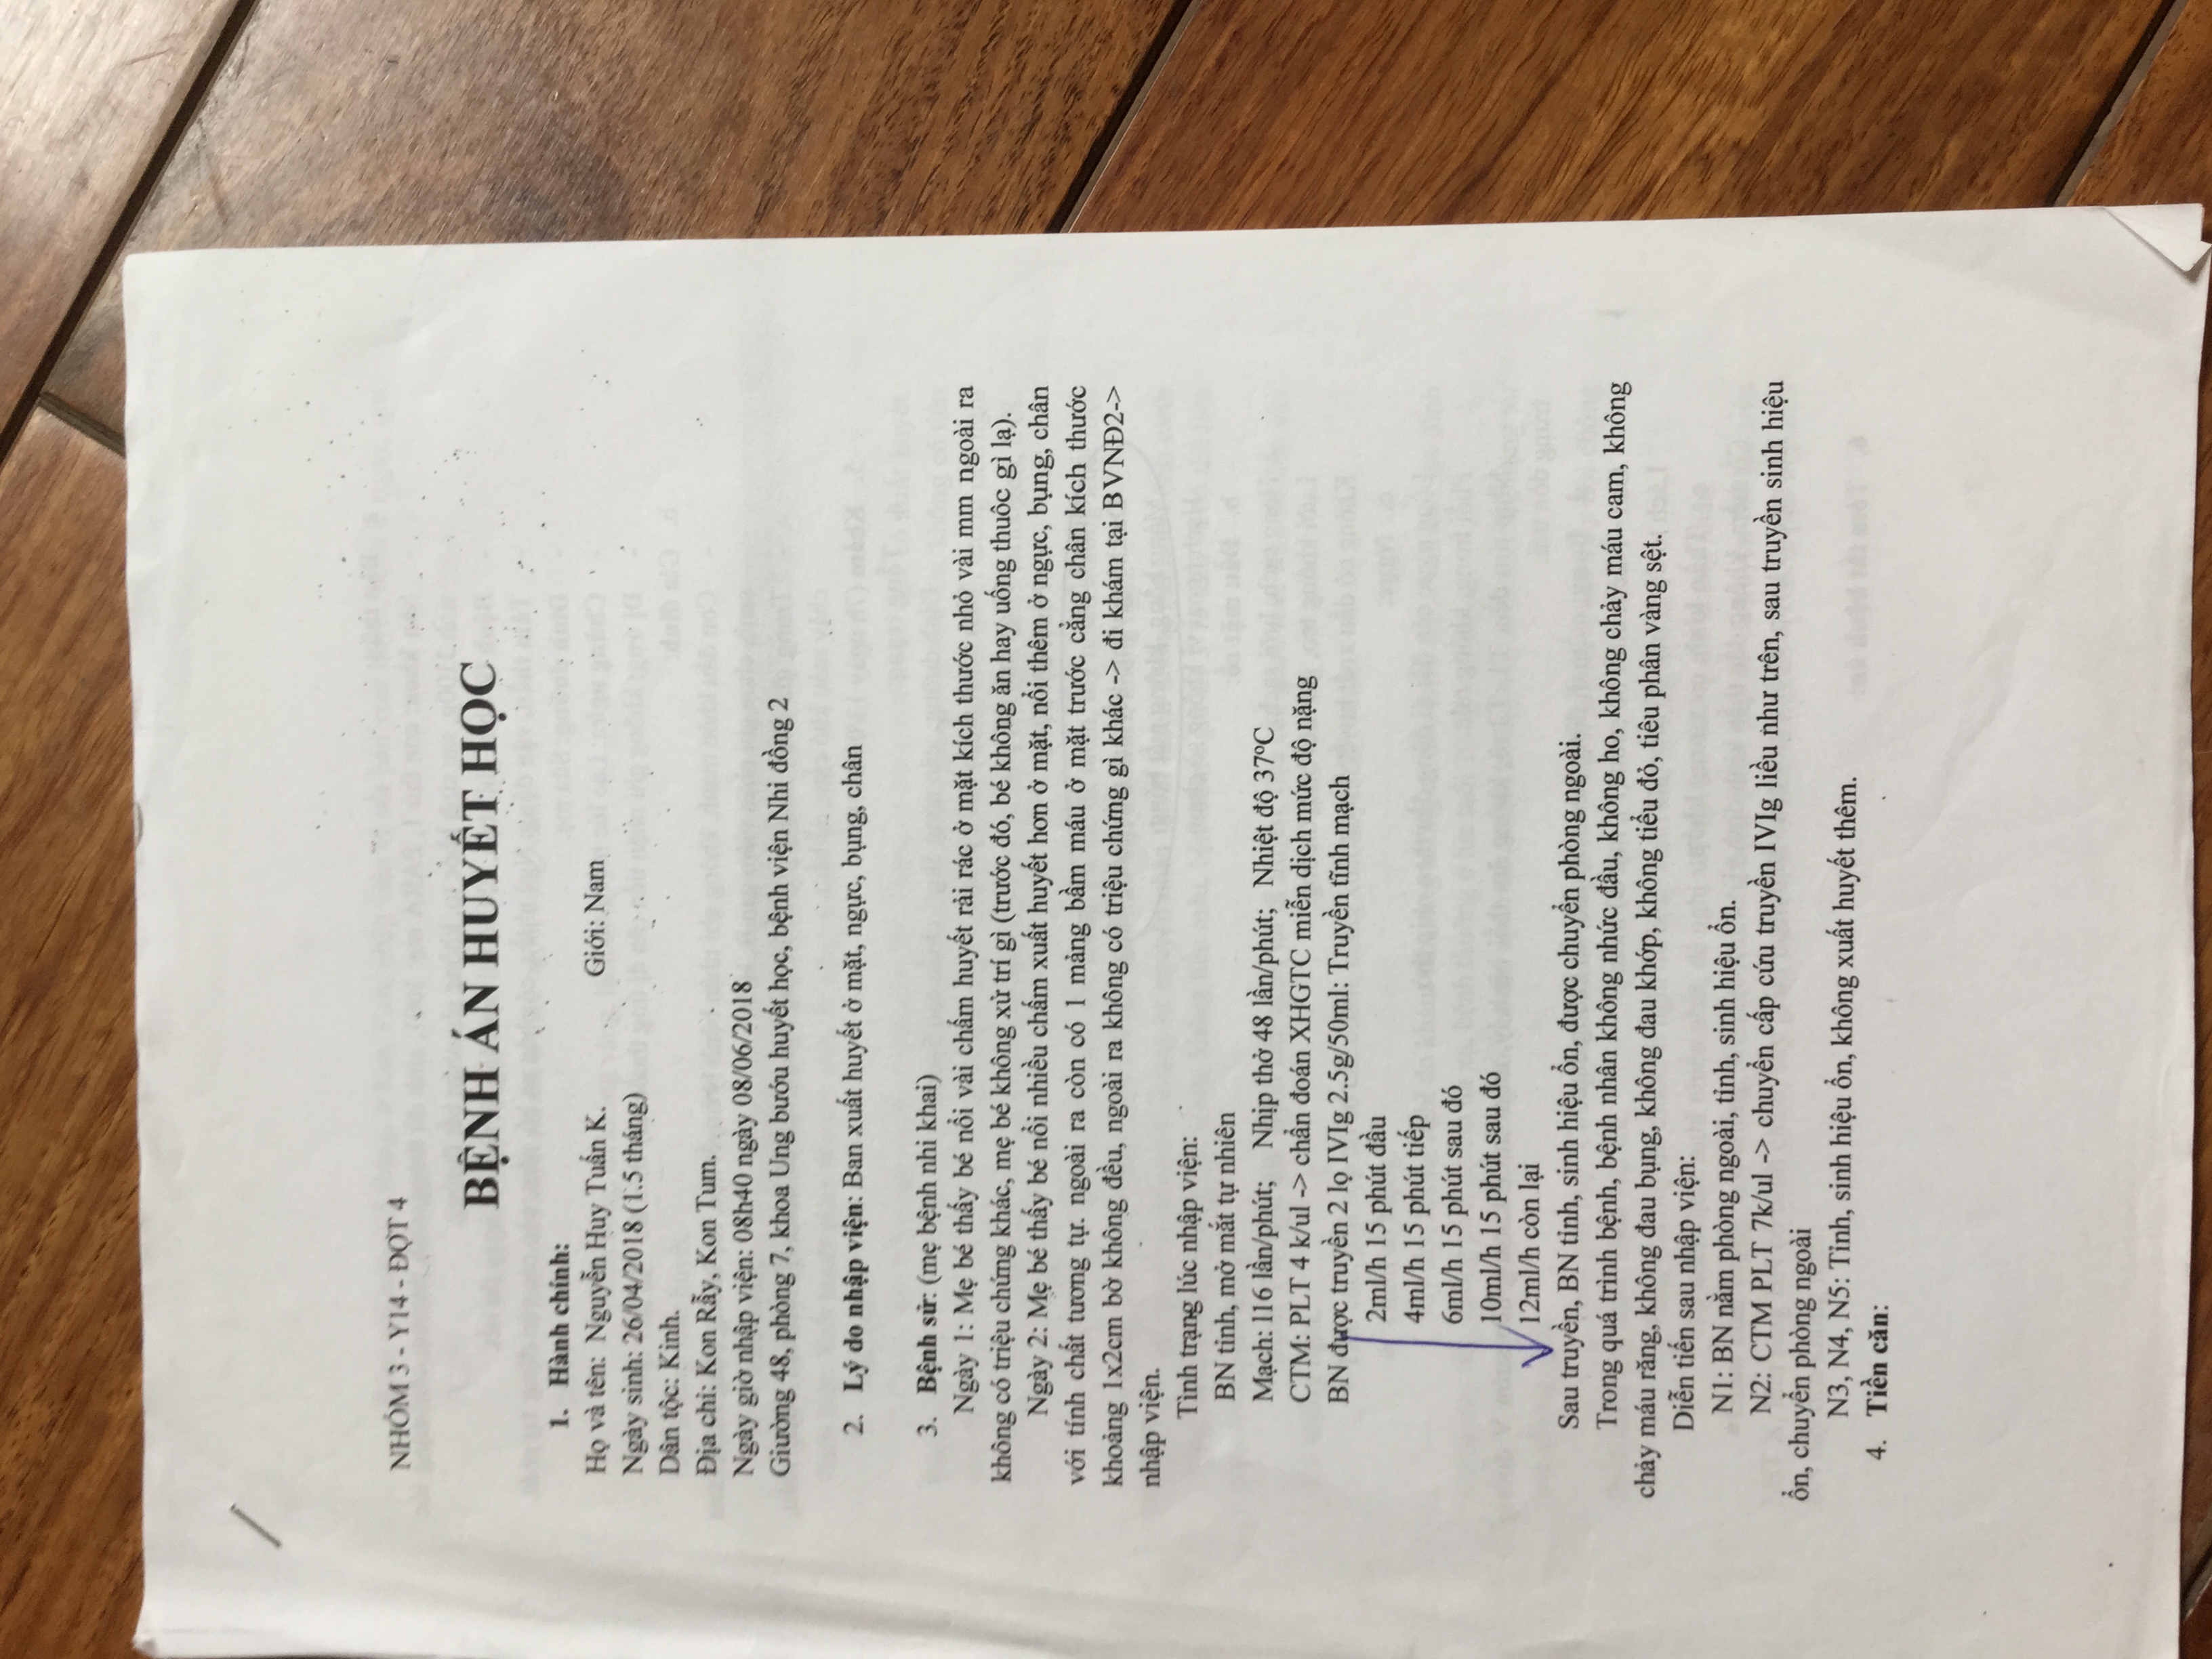 NHÓM 3 - Y14 - ĐỢT 4
BỆNH ÁN HUYẾT HỌC
1. Hành chính:
Họ và tên: Nguyễn Huy Tuấn K. Giới: Nam
Ngày sinh: 26/04/2018 (1.5 tháng)
Dân tộc: Kinh.
Địa chỉ: Kon Rẫy, Kon Tum.
Ngày giờ nhập viện: 08h40 ngày 08/06/2018
Giường 48, phòng 7, khoa Ung bướu huyết học, bệnh viện Nhi đồng 2
2. Lý do nhập viện: Ban xuất huyết ở mặt, ngực, bụng, chân
3. Bệnh sử: (mẹ bệnh nhi khai)
Ngày 1: Mẹ bé thấy bé nổi vài chấm huyết rải rác ở mặt kích thước nhỏ vài mm ngoài ra
không có triệu chứng khác, mẹ bé không xử trí gì (trước đó, bé không ăn hay uống thuôc gì lạ).
Ngày 2: Mẹ bé thấy bé nổi nhiều chấm xuất huyết hơn ở mặt, nổi thêm ở ngực, bụng, chân
với tính chất tương tự. ngoài ra còn có 1 mảng bầm máu ở mặt trước cẳng chân kích thước
khoảng 1x2cm bờ không đều, ngoài ra không có triệu chứng gì khác -> đi khám tại BVNĐ2->
nhập viện.
Tình trạng lúc nhập viện:
BN tỉnh, mở mắt tự nhiên
Mạch: 116 lần/phút; Nhịp thở 48 lần/phút; Nhiệt độ 37ºC
CTM: PLT 4 k/ul -> chẩn đoán XHGTC miễn dịch mức độ nặng
BN được truyền 2 lọ IVIg 2.5g/50ml: Truyền tĩnh mạch
2ml/h 15 phút đầu
4ml/h 15 phút tiếp
6ml/h 15 phút sau đó
10ml/h 15 phút sau đó
12ml/h còn lại
Sau truyền, BN tỉnh, sinh hiệu ổn, được chuyển phòng ngoài.
Trong quá trình bệnh, bệnh nhân không nhức đầu, không ho, không chảy máu cam, không
chảy máu răng, không đau bụng, không đau khớp, không tiểu đỏ, tiêu phân vàng sệt.
Diễn tiến sau nhập viện:
N1: BN nằm phòng ngoài, tỉnh, sinh hiệu ổn.
N2: CTM PLT 7k/ul -> chuyển cấp cứu truyền IVIg liều như trên, sau truyền sinh hiệu
ổn, chuyển phòng ngoài
N3, N4, N5: Tỉnh, sinh hiệu ổn, không xuất huyết thêm.
4. Tiền căn: